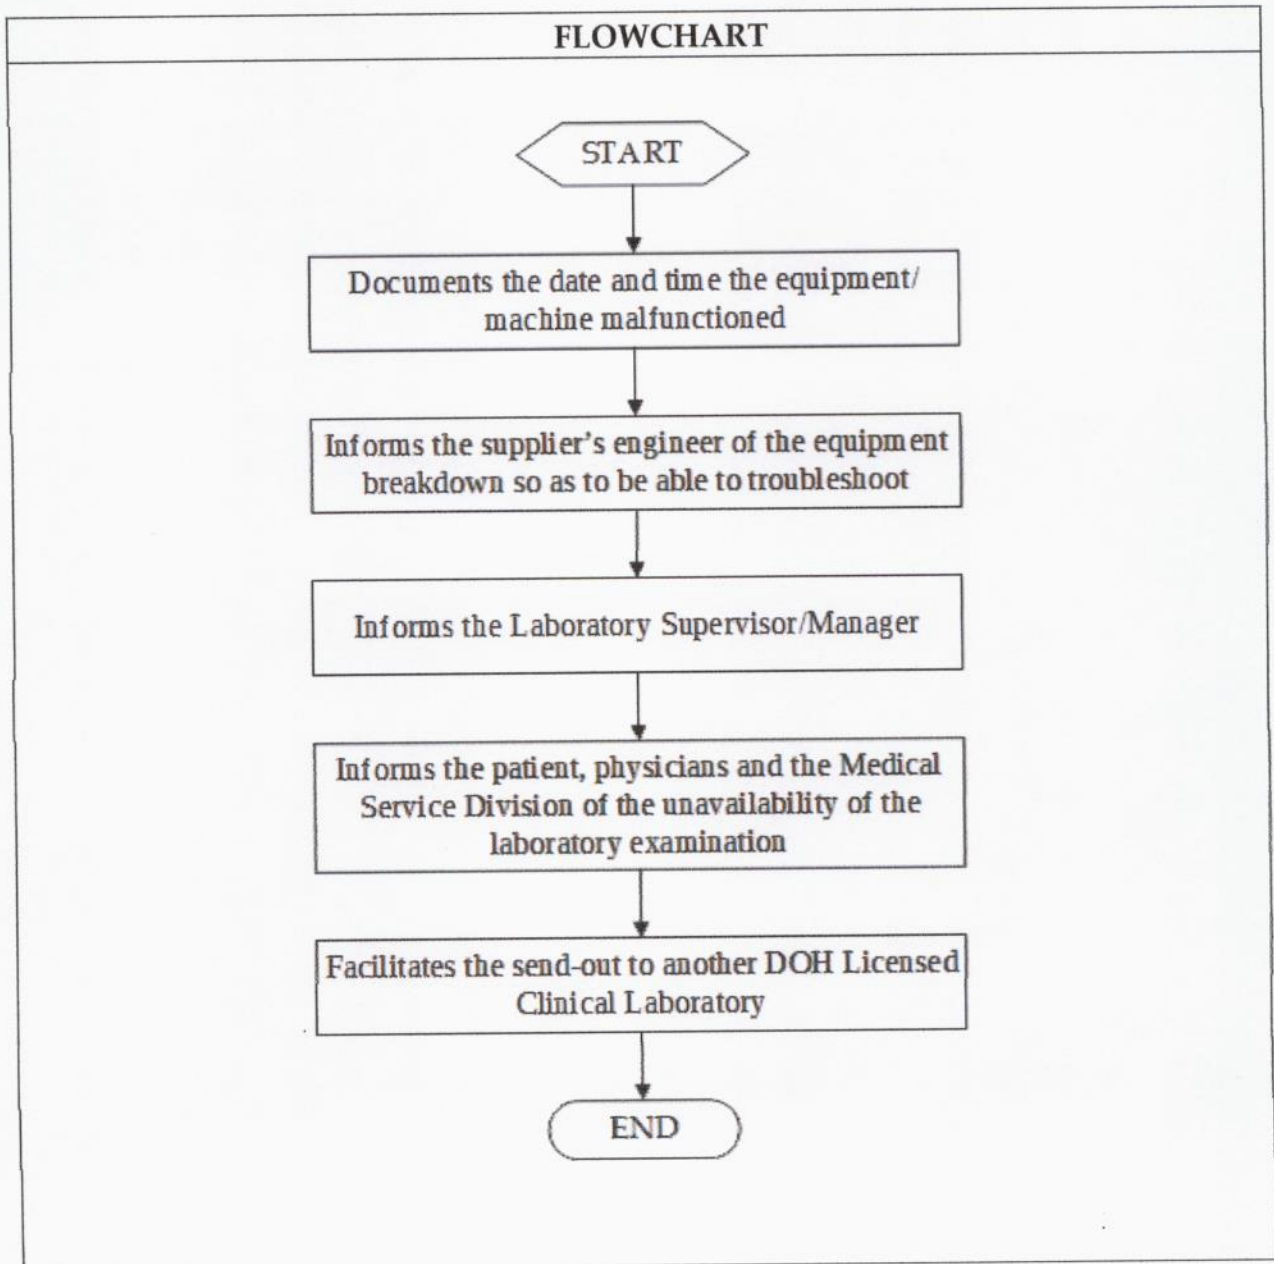 FLOWCHART
START
Documents the date and time the equipment/
machine malfunctioned
Informs the supplier's engineer of the equipment
breakdown so as to be able to troubleshoot
Informs the Laboratory Supervisor/Manager
Informs the patient, physicians and the Medical
Service Division of the unavailability of the
laboratory examination
Facilitates the send-out to another DOH Licensed
Clinical Laboratory
END